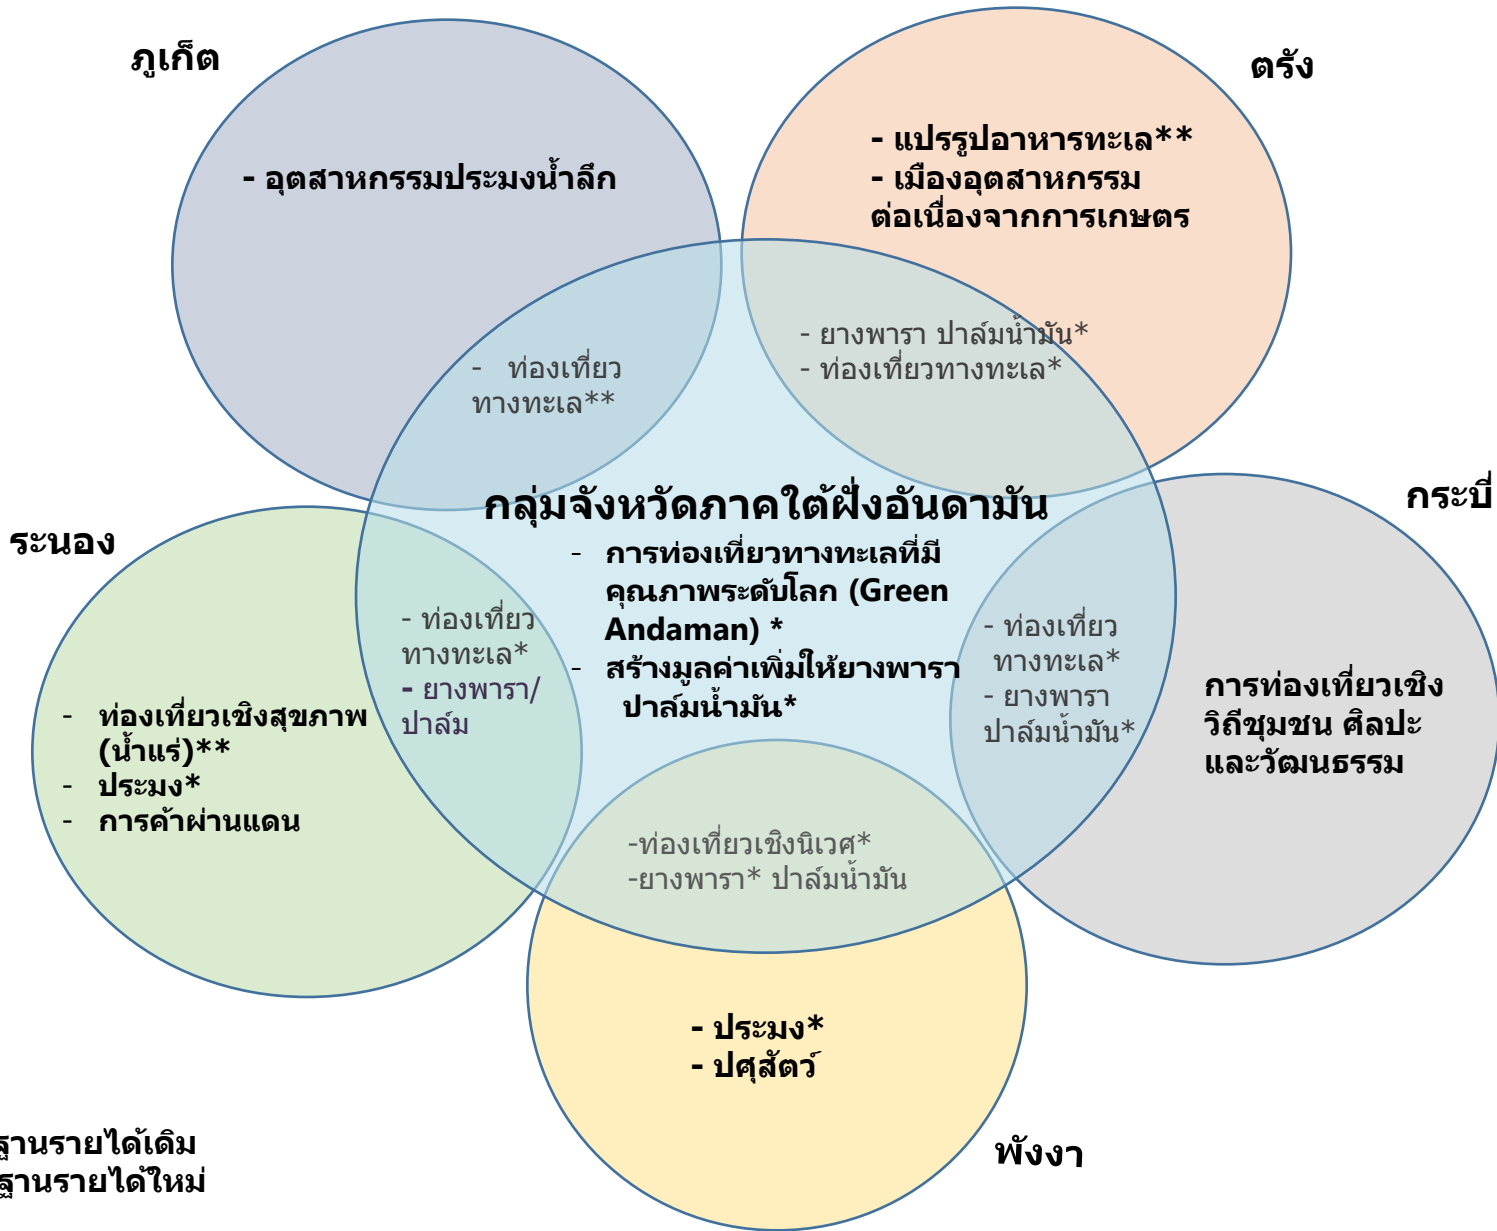 ภูเก็ต
ตรัง
- อุตสาหกรรมประมงน้ำลึก
- แปรรูปอาหารทะเล**
- เมืองอุตสาหกรรม
ต่อเนื่องจากการเกษตร
- ท่องเที่ยว
ทางทะเล**
- ยางพารา ปาล์มน้ำมัน*
- ท่องเที่ยวทางทะเล*
กลุ่มจังหวัดภาคใต้ฝั่งอันดามัน
- การท่องเที่ยวทางทะเลที่มี
คุณภาพระดับโลก (Green
Andaman) *
- สร้างมูลค่าเพิ่มให้ยางพารา
ปาล์มน้ำมัน*
ระนอง
- ท่องเที่ยว
ทางทะเล*
- ยางพารา/
ปาล์ม
- ท่องเที่ยวเชิงสุขภาพ
(น้ำแร่)**
- ประมง*
- การค้าผ่านแดน
กระบี่
- ท่องเที่ยว
ทางทะเล*
- ยางพารา
ปาล์มน้ำมัน*
การท่องเที่ยวเชิง
วิถีชุมชน ศิลปะ
และวัฒนธรรม
-ท่องเที่ยวเชิงนิเวศ*
-ยางพารา* ปาล์มน้ำมัน
- ประมง*
- ปศุสัตว์
พังงา
ฐานรายได้เดิม
ฐานรายได้ใหม่